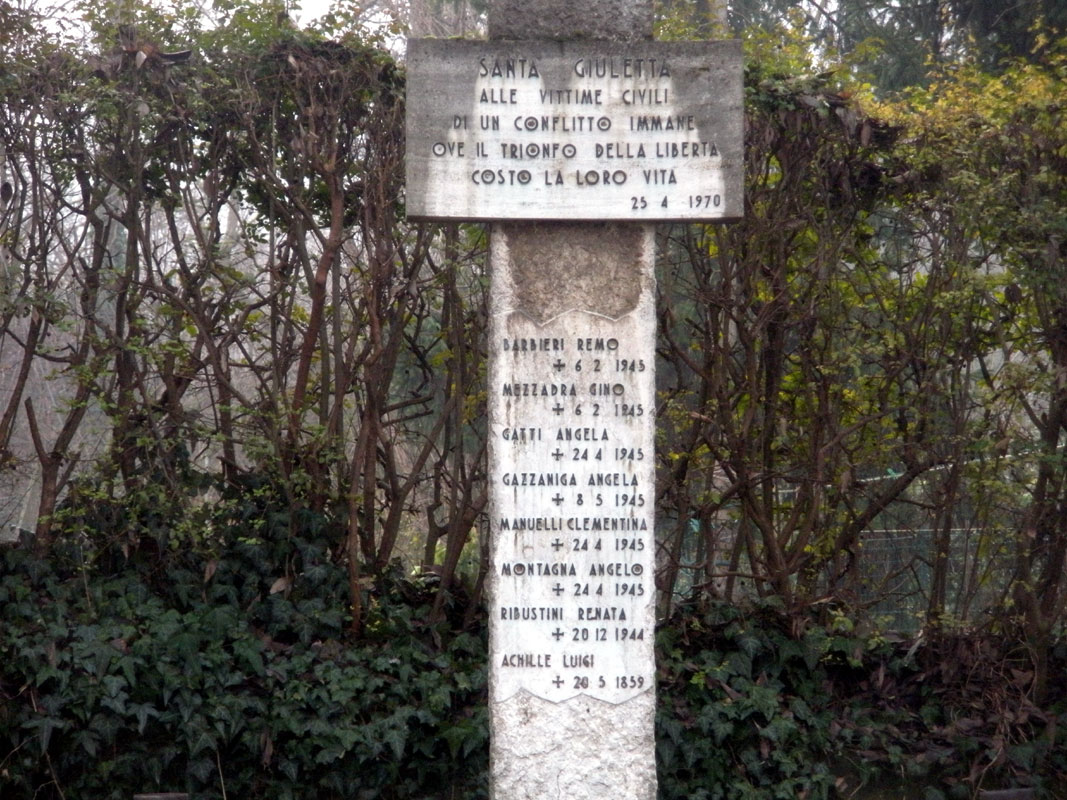 SANTA GIULETTA
ALLE VITTIME CIVILI
DI UN CONFLITTO IMMANE
OVE IL TRIONFO DELLA LIBERTA
COSTO LA LORO VITA
25 4 1970
BARBIERI REMO
+ 6 2 1945
MEZZADRA GINO
+ 6 2 1945
GATTI ANGELA
+ 24 4 1945
GAZZANIGA ANGELA
+ 8 5 1945
MANUELLI CLEMENTINA
+ 24 4 1945
MONTAGNA ANGELO
+ 24 4 1945
RIBUSTINI RENATA
+ 20 12 1944
ACHILLE LUIGI
+ 20 5 1859